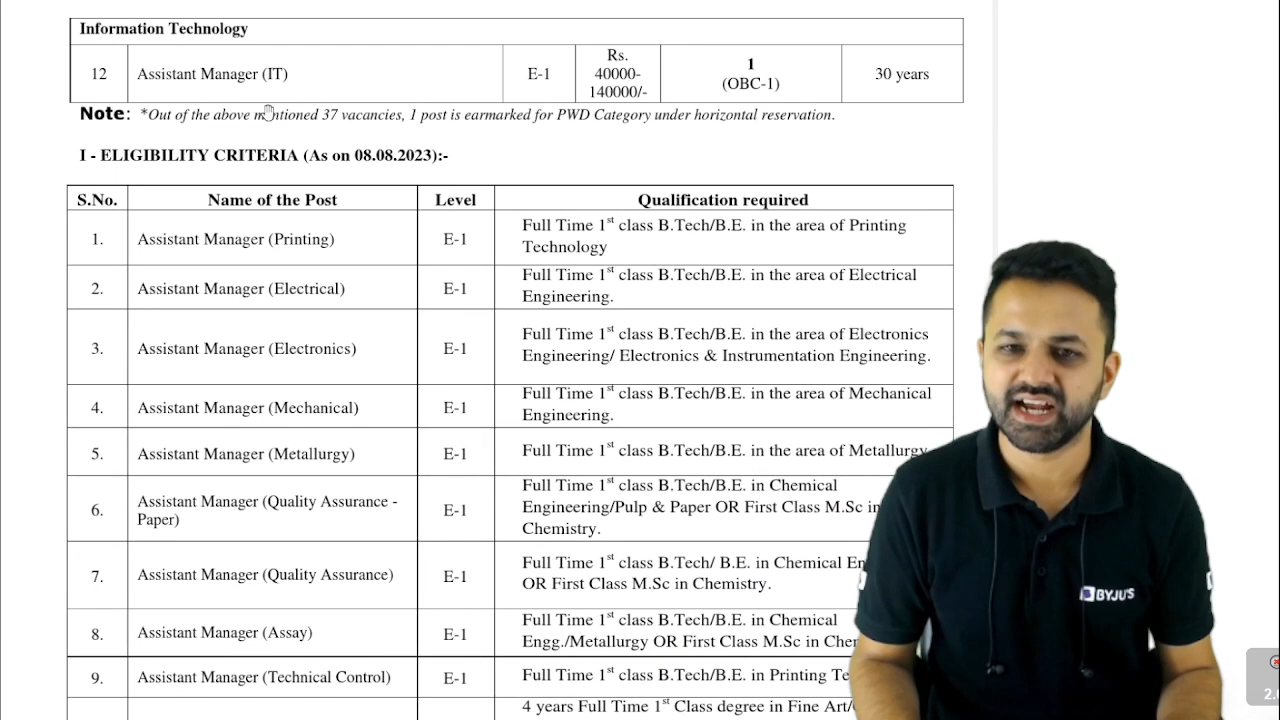 Information Technology
12 Assistant Manager (IT) E-1 Rs. 40000-140000/- 1 (OBC-1) 30 years
Note: *Out of the above mentioned 37 vacancies, 1 post is earmarked for PWD Category under horizontal reservation.
I - ELIGIBILITY CRITERIA (As on 08.08.2023):-
S.No. Name of the Post Level Qualification required
1. Assistant Manager (Printing) E-1 Full Time 1st class B.Tech/B.E. in the area of Printing
Technology
2. Assistant Manager (Electrical) E-1 Full Time 1st class B.Tech/B.E. in the area of Electrical
Engineering.
3. Assistant Manager (Electronics) E-1 Full Time 1st class B.Tech/B.E. in the area of Electronics
Engineering/ Electronics & Instrumentation Engineering.
4. Assistant Manager (Mechanical) E-1 Full Time 1st class B.Tech/B.E. in the area of Mechanical
Engineering.
5. Assistant Manager (Metallurgy) E-1 Full Time 1st class B.Tech/B.E. in the area of Metallurgy
6. Assistant Manager (Quality Assurance - Paper) E-1 Full Time 1st class B.Tech/B.E. in Chemical
Engineering/Pulp & Paper OR First Class M.Sc in
Chemistry.
7. Assistant Manager (Quality Assurance) E-1 Full Time 1st class B.Tech/ B.E. in Chemical
OR First Class M.Sc in Chemistry.
8. Assistant Manager (Assay) E-1 Full Time 1st class B.Tech/B.E. in Chemical
Engg./Metallurgy OR First Class M.Sc in
9. Assistant Manager (Technical Control) E-1 Full Time 1st class B.Tech/B.E. in Printing
4 years Full Time 1st Class degree in Fine Art/
BYJU'S